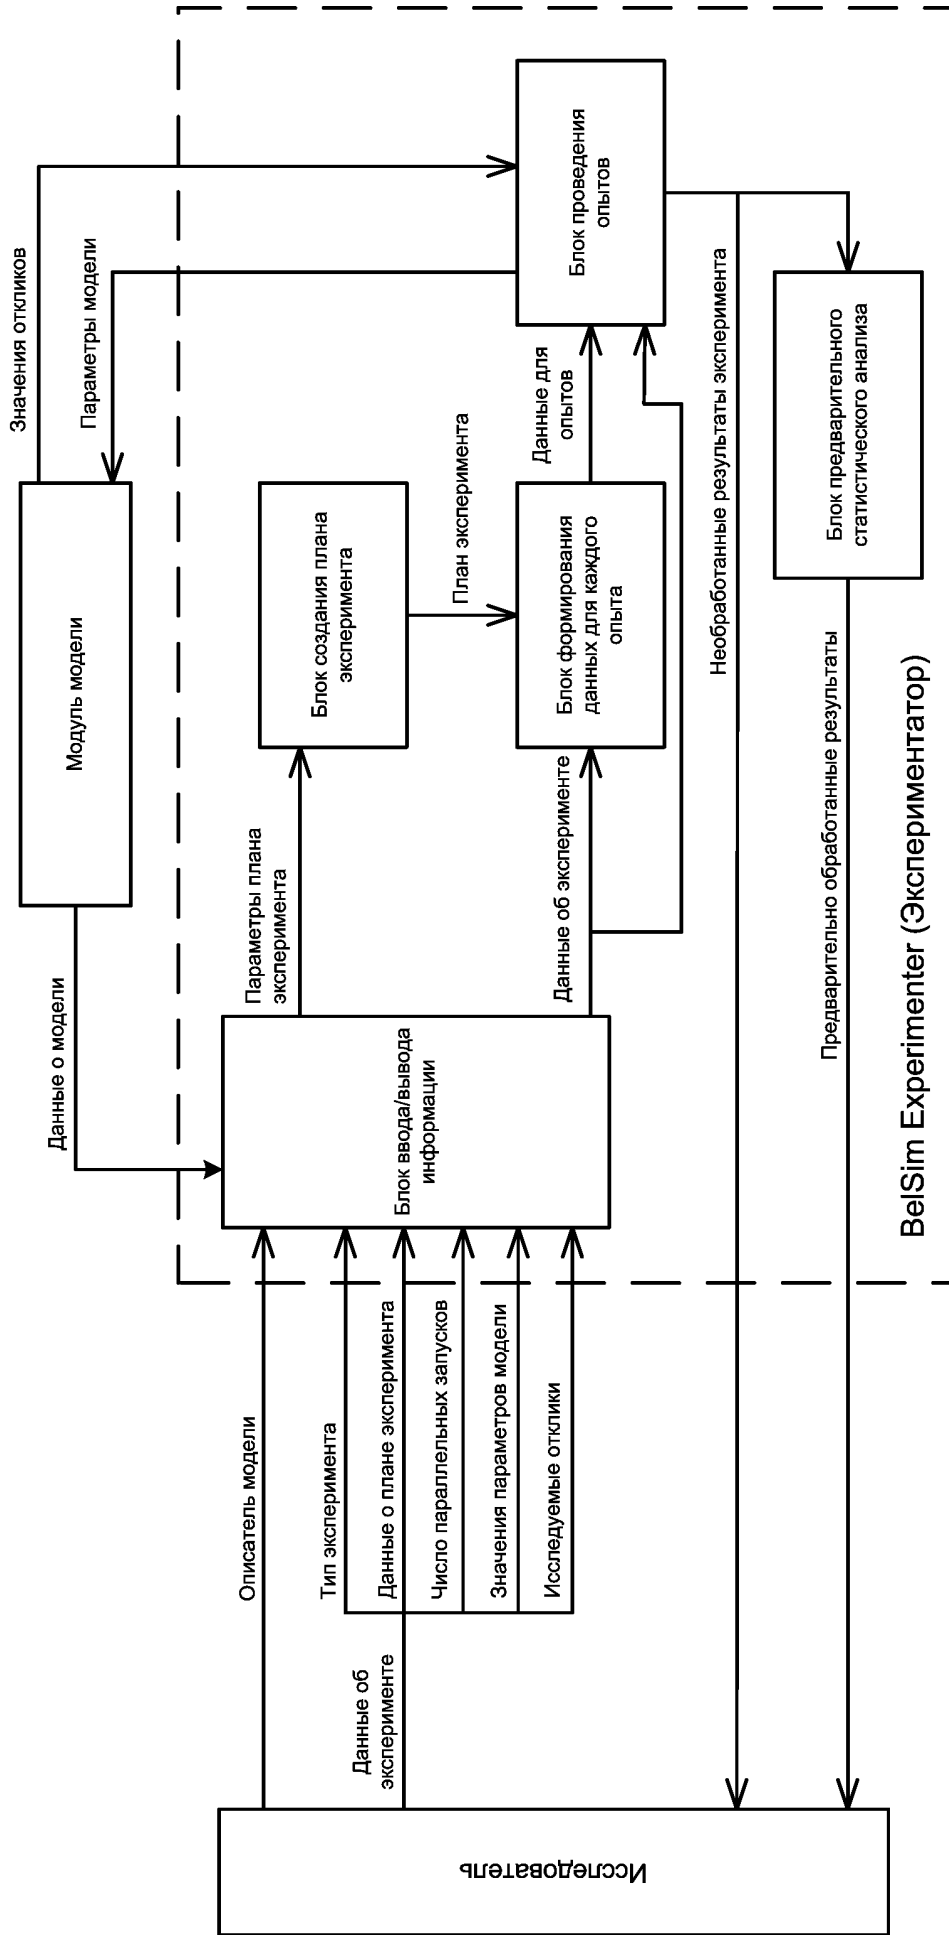 Значения откликов
Параметры модели
Модуль модели
Данные о модели
Блок проведения
опытов
Данные для
опытов
План эксперимента
Блок создания плана
эксперимента
Блок формирования
данных для каждого
опыта
Параметры плана
эксперимента
Данные об эксперименте
Блок ввода/вывода
информации
Необработанные результаты эксперимента
Блок предварительного
статистического анализа
Предварительно обработанные результаты
BelSim Experimenter (Экспериментатор)
Описатель модели
Тип эксперимента
Данные о плане эксперимента
Число параллельных запусков
Значения параметров модели
Исследуемые отклики
Данные об
эксперименте
Исследователь